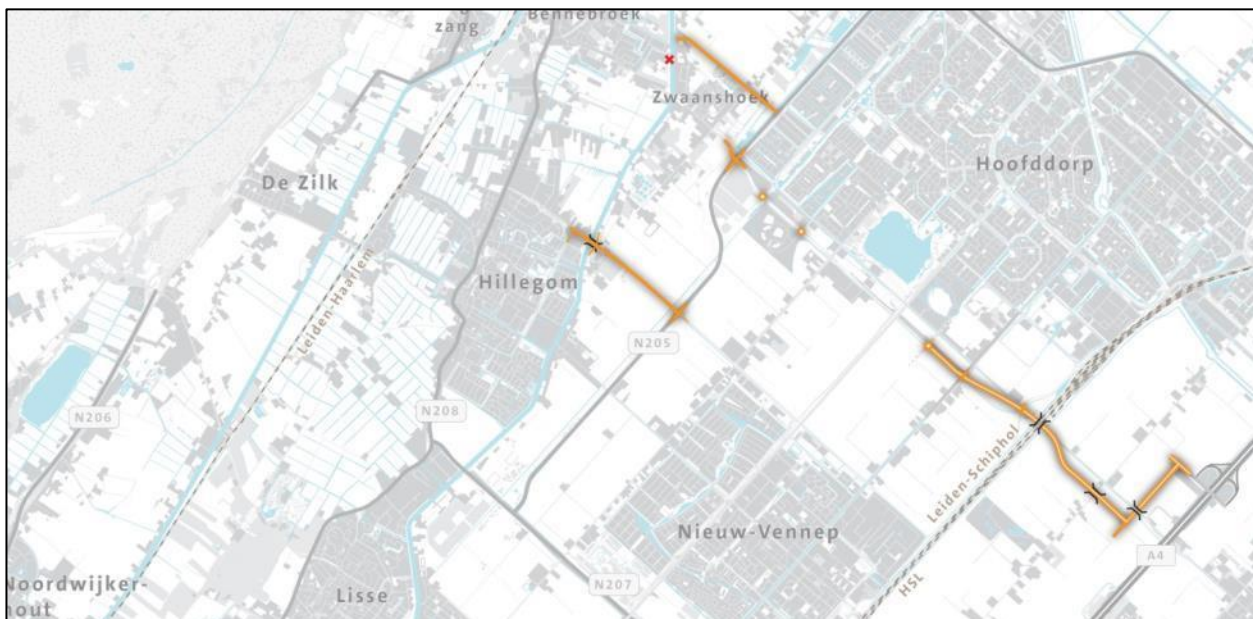 zang
Bennebroek
Zwaanshoek
De Zilk
Hoofddorp
Leiden-Haarlem
Hillegom
N205
N206
N208
Leiden-Schiphol
Nieuw-Vennep
A4
HSL
N207
Noordwijker-
hout
Lisse